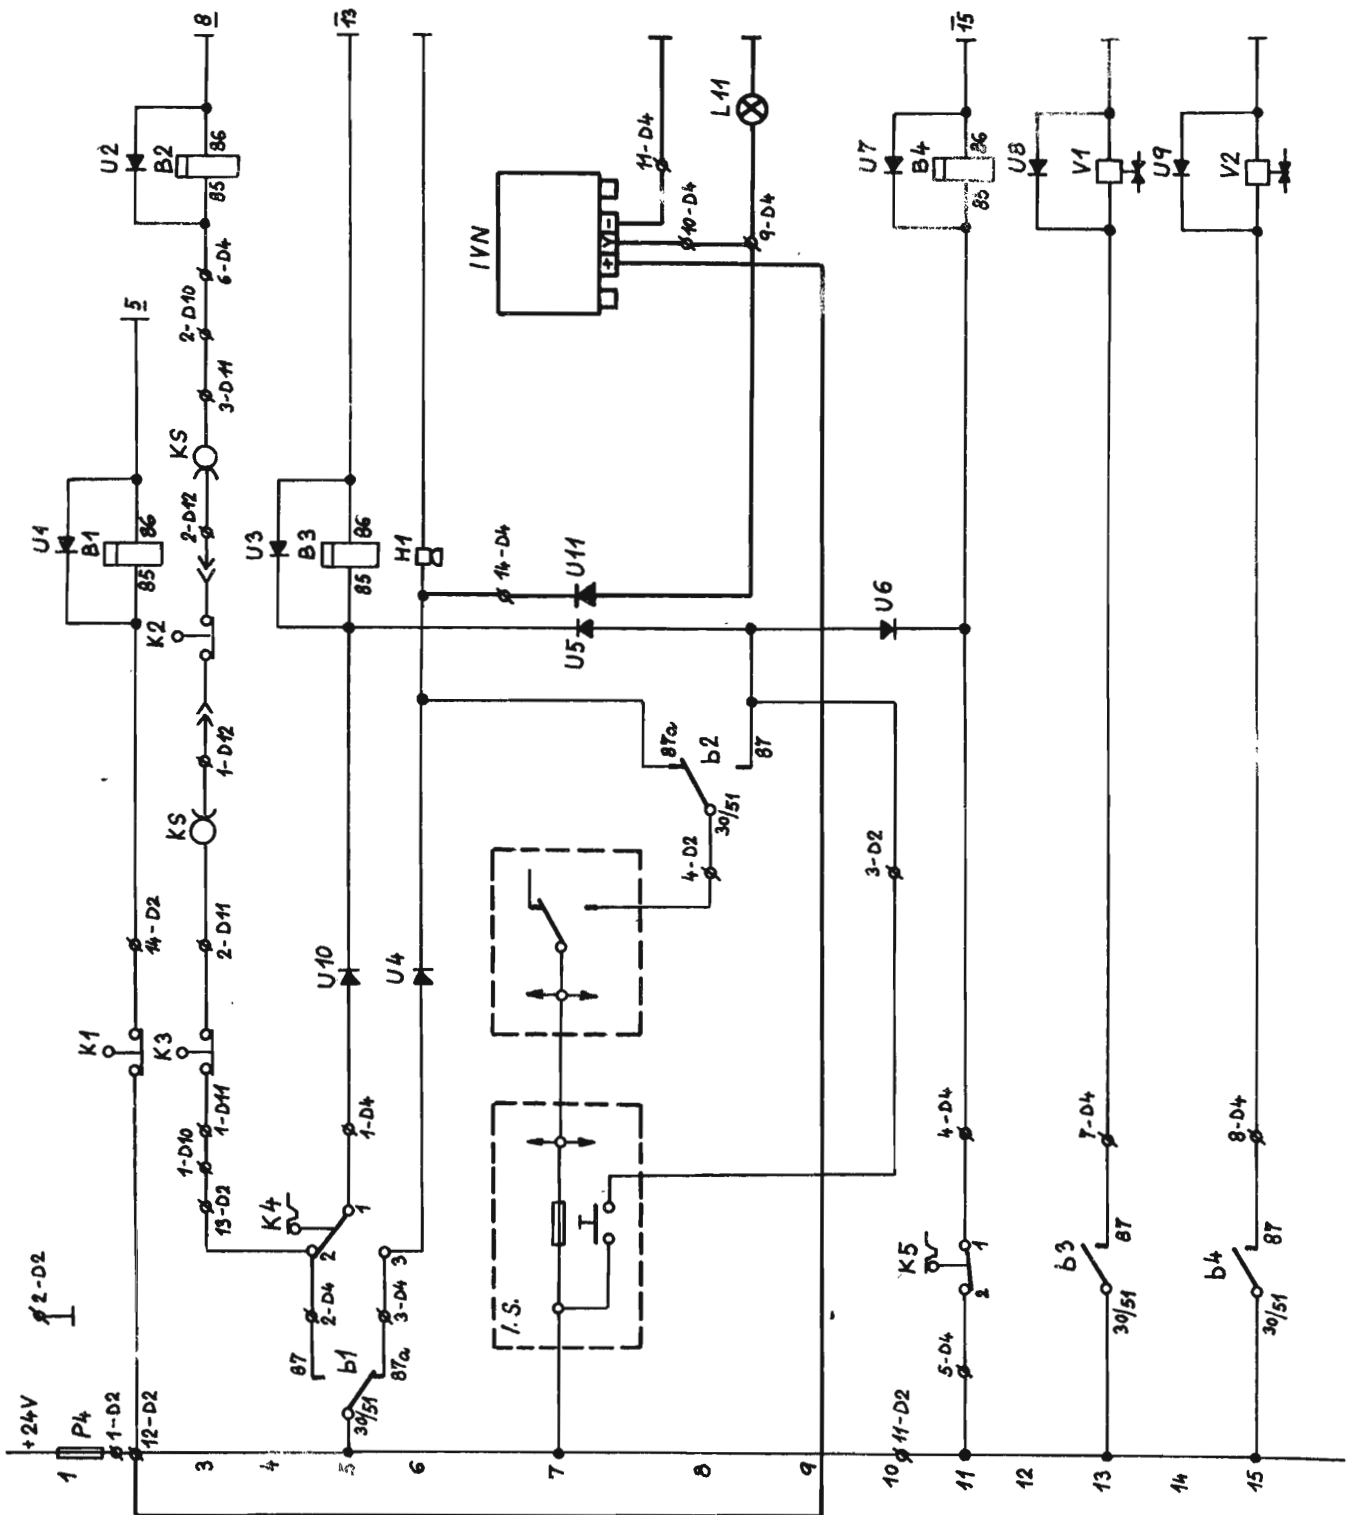 +24V
P4
1
1-D2
12-D2
2-D2
3
4
5
6
7
8
9
10
11-D2
11
12
13
14
15
8
U2
B2
86
85
6-D4
2-D10
3-D11
KS
2-D12
K2
1-D12
KS
2-D11
K3
1-D11
1-D10
13-D2
5
U1
B1
86
85
14-D2
K1
13
U3
B3
86
85
U10
1-D4
K4
1
2
3
2-D4
3-D4
87
b1
87a
30/51
H1
U4
14-D4
U11
U5
U6
IVN
+
Y
-
11-D4
10-D4
9-D4
L11
87a
b2
87
30/51
4-D2
3-D2
I.S.
15
U7
B4
86
85
4-D4
K5
1
2
5-D4
U8
V1
7-D4
b3
87
30/51
U9
V2
8-D4
b4
87
30/51